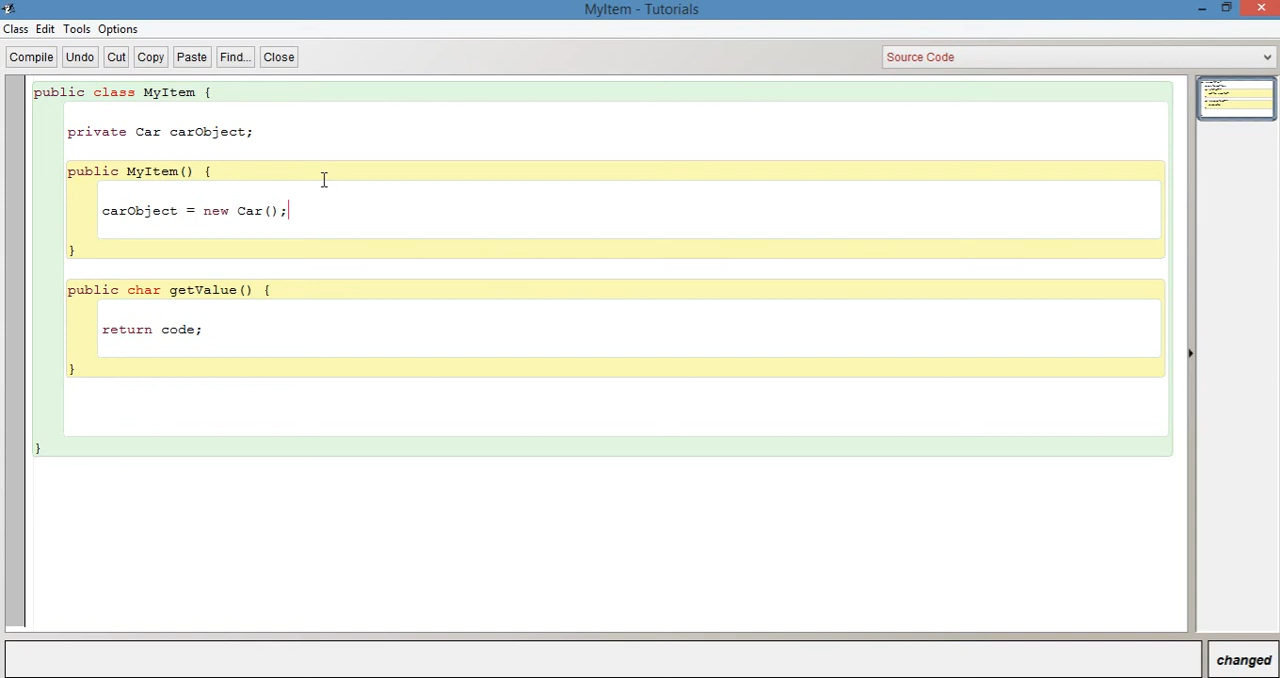 MyItem - Tutorials
Class Edit Tools Options
Compile Undo Cut Copy Paste Find... Close Source Code
public class MyItem {
private Car carObject;
public MyItem() {
carObject = new Car();
}
public char getValue() {
return code;
}
}
changed